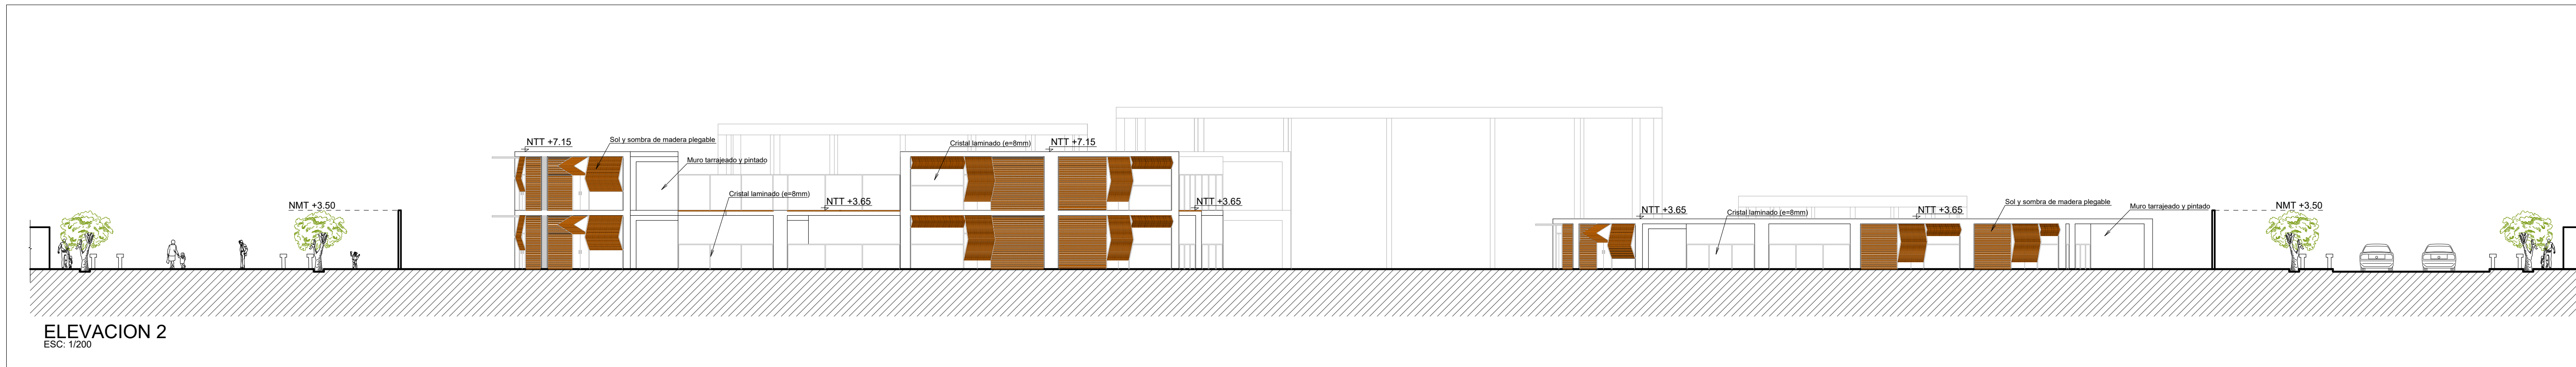 NTT +7.15
Sol y sombra de madera plegable
Cristal laminado (e=8mm)
NTT +7.15
Muro tarrajeado y pintado
Cristal laminado (e=8mm)
NMT +3.50
NTT +3.65
NTT +3.65
NTT +3.65
Cristal laminado (e=8mm)
NTT +3.65
Sol y sombra de madera plegable
Muro tarrajeado y pintado
NMT +3.50
ELEVACION 2
ESC: 1/200